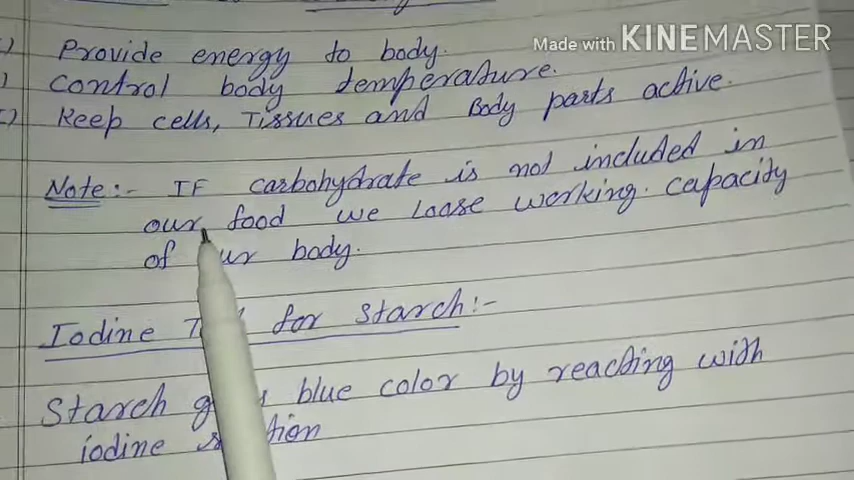 Made with KINEMASTER
Provide energy to body.
Control body temperature.
Keep cells, Tissues and Body parts active.
Note:- IF carbohydrate is not included in
our food we loose working. capacity
of ur body.
Iodine for starch:-
Starch blue color by reacting with
iodine